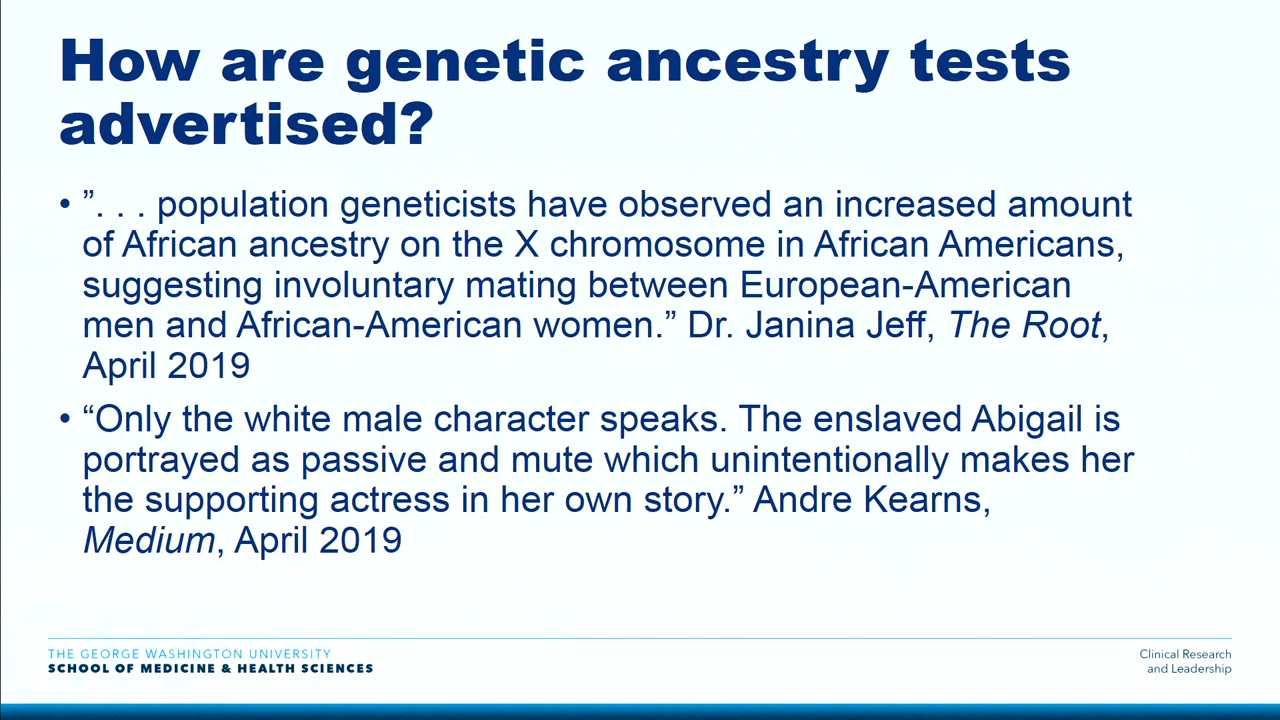 How are genetic ancestry tests
advertised?
• ”. . . population geneticists have observed an increased amount
of African ancestry on the X chromosome in African Americans,
suggesting involuntary mating between European-American
men and African-American women.” Dr. Janina Jeff, The Root,
April 2019
• “Only the white male character speaks. The enslaved Abigail is
portrayed as passive and mute which unintentionally makes her
the supporting actress in her own story.” Andre Kearns,
Medium, April 2019
THE GEORGE WASHINGTON UNIVERSITY
SCHOOL OF MEDICINE & HEALTH SCIENCES
Clinical Research
and Leadership